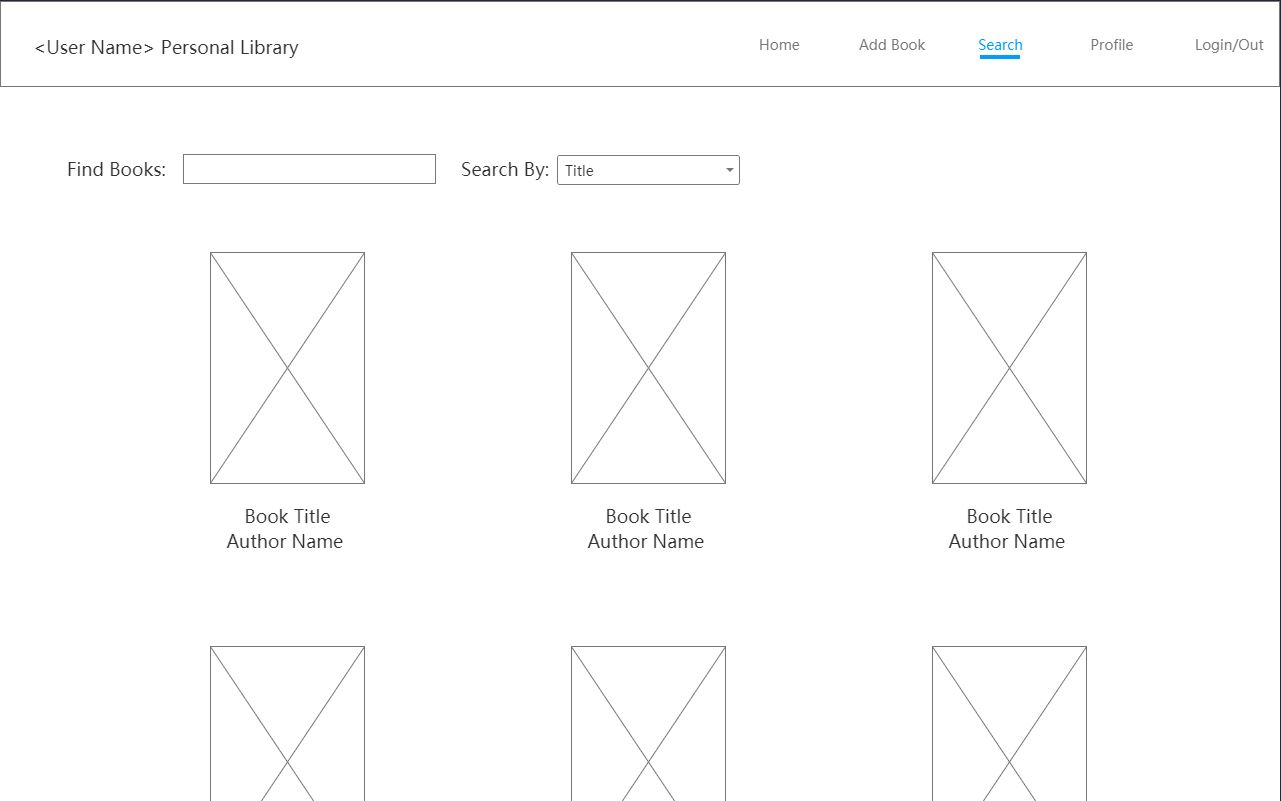 <User Name> Personal Library
Home Add Book Search Profile Login/Out
Find Books: Search By: Title
Book Title Book Title Book Title
Author Name Author Name Author Name